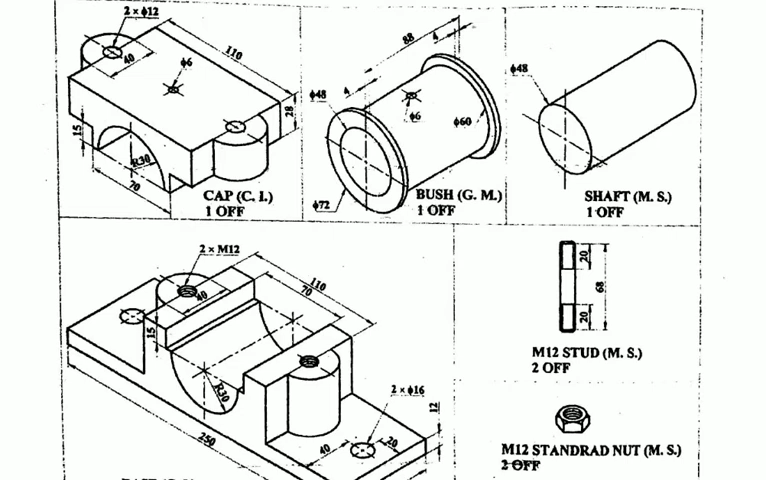 2 × ϕ12
110
40
ϕ6
28
15
R30
70
CAP (C. I.)
1 OFF
88
4
4
ϕ48
ϕ6
ϕ60
ϕ72
BUSH (G. M.)
1 OFF
ϕ48
SHAFT (M. S.)
1 OFF
2 × M12
110
70
40
15
R30
2 × ϕ16
12
250
40
20
20
68
20
M12 STUD (M. S.)
2 OFF
M12 STANDRAD NUT (M. S.)
2 OFF